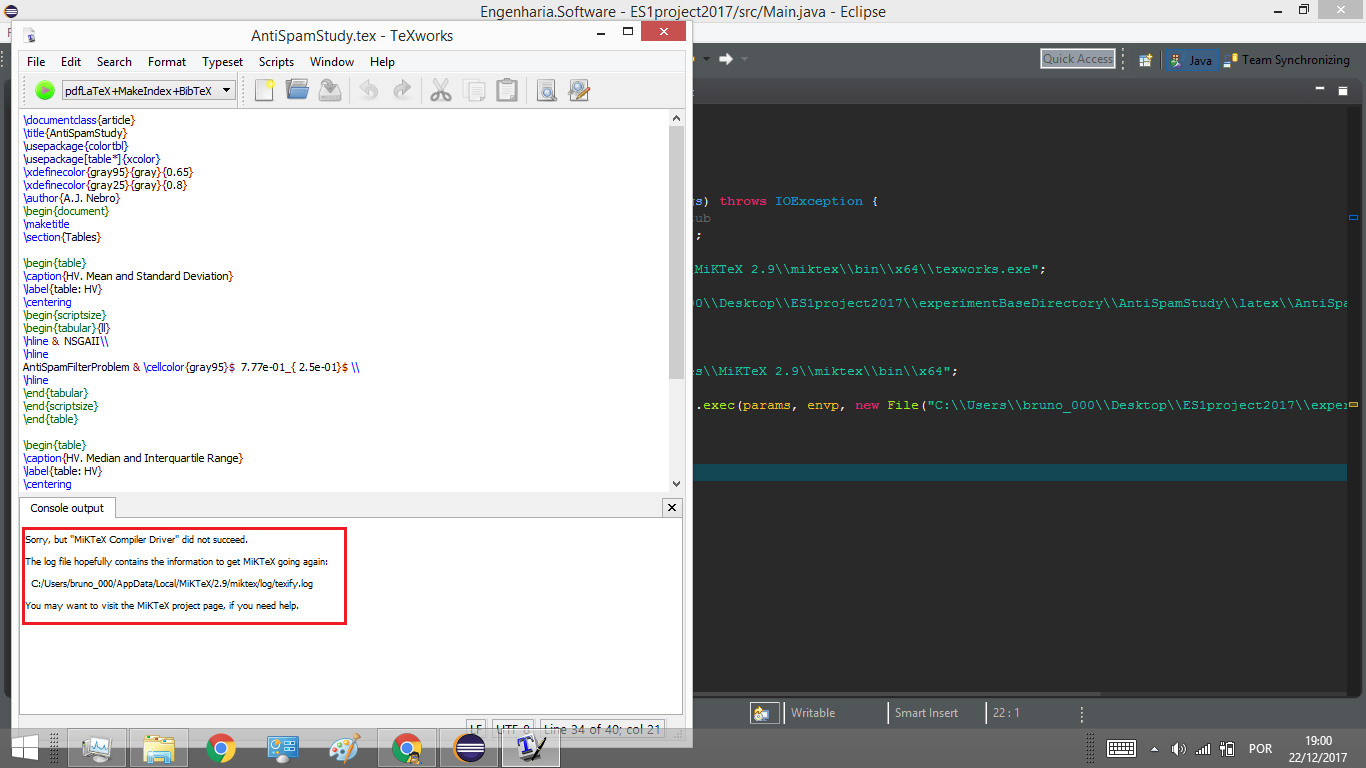 Engenharia.Software - ES1project2017/src/Main.java - Eclipse
AntiSpamStudy.tex - TeXworks
File Edit Search Format Typeset Scripts Window Help
pdfLaTeX+MakeIndex+BibTeX
Quick Access
Java
Team Synchronizing
\documentclass{article}
\title{AntiSpamStudy}
\usepackage{colortbl}
\usepackage[table*]{xcolor}
\xdefinecolor{gray95}{gray}{0.65}
\xdefinecolor{gray25}{gray}{0.8}
\author{A.J. Nebro}
\begin{document}
\maketitle
\section{Tables}
\begin{table}
\caption{HV. Mean and Standard Deviation}
\label{table: HV}
\centering
\begin{scriptsize}
\begin{tabular}{ll}
\hline & NSGAII\\
\hline
AntiSpamFilterProblem & \cellcolor{gray95}$ 7.77e-01_{ 2.5e-01}$ \\
\hline
\end{tabular}
\end{scriptsize}
\end{table}
\begin{table}
\caption{HV. Median and Interquartile Range}
\label{table: HV}
\centering
Console output
Sorry, but "MiKTeX Compiler Driver" did not succeed.
The log file hopefully contains the information to get MiKTeX going again:
C:/Users/bruno_000/AppData/Local/MiKTeX/2.9/miktex/log/texify.log
You may want to visit the MiKTeX project page, if you need help.
LF UTF-8 Line 34 of 40; col 21
s) throws IOException {
ub
;
MiKTeX 2.9\\miktex\\bin\\x64\\texworks.exe";
00\\Desktop\\ES1project2017\\experimentBaseDirectory\\AntiSpamStudy\\latex\\AntiSpa
s\\MiKTeX 2.9\\miktex\\bin\\x64";
.exec(params, envp, new File("C:\\Users\\bruno_000\\Desktop\\ES1project2017\\exper
Writable
Smart Insert
22 : 1
POR
19:00
22/12/2017